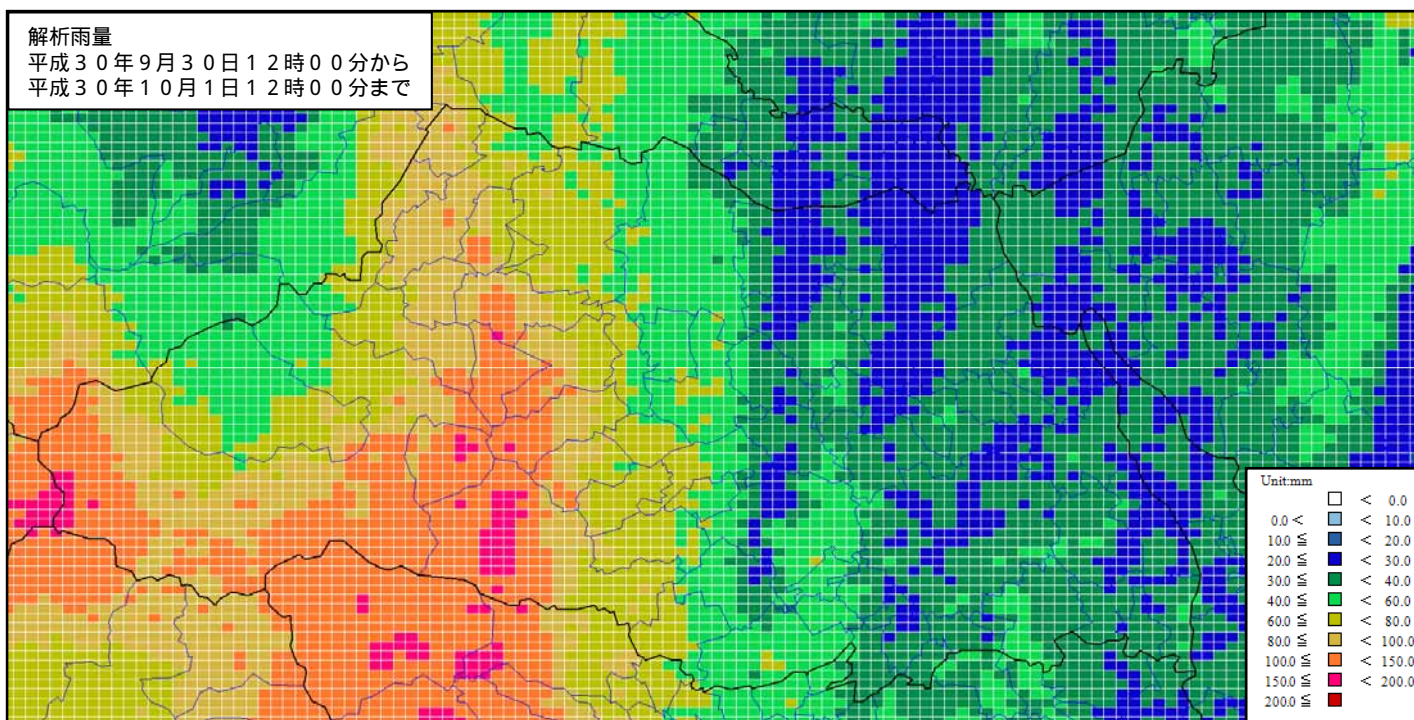 解析雨量
平成30年9月30日12時00分から
平成30年10月1日12時00分まで
Unit:mm
< 0.0
0.0 < < 10.0
10.0 ≦ < 20.0
20.0 ≦ < 30.0
30.0 ≦ < 40.0
40.0 ≦ < 60.0
60.0 ≦ < 80.0
80.0 ≦ < 100.0
100.0 ≦ < 150.0
150.0 ≦ < 200.0
200.0 ≦